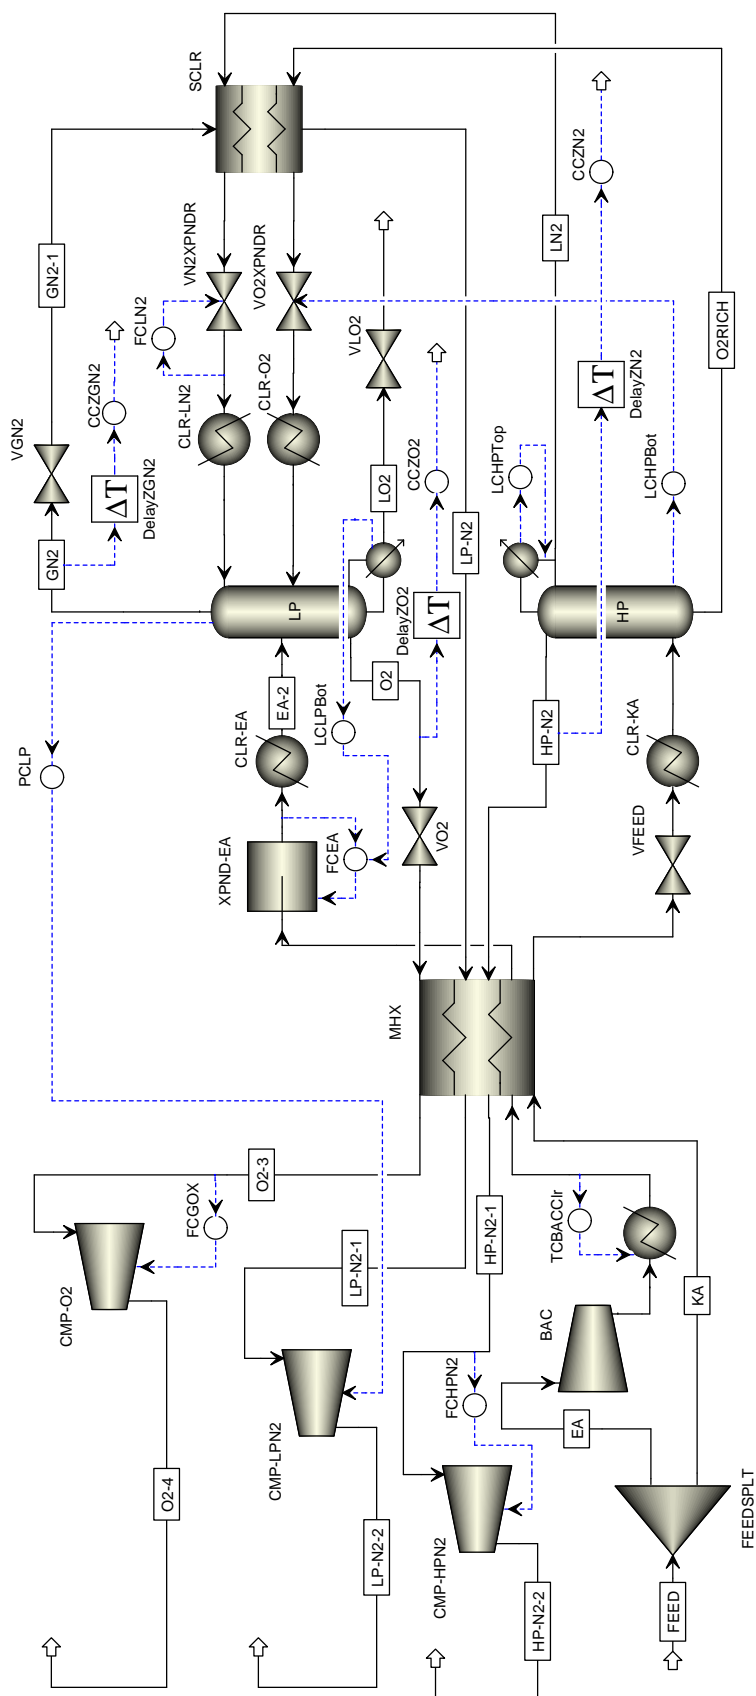 SCLR
GN2-1
VN2XPNDR
VO2XPNDR
FCLN2
CCZGN2
VGN2
ΔT
DelayZGN2
GN2
CLR-LN2
CLR-O2
VLO2
LO2
CCZO2
ΔT
DelayZO2
LP-N2
LN2
CCZN2
O2RICH
ΔT
DelayZN2
LCHPTop
LCHPBot
LP
HP
PCLP
EA-2
CLR-EA
LCLPBot
O2
HP-N2
CLR-KA
XPND-EA
FCEA
VO2
VFEED
MHX
O2-3
FCGOX
CMP-O2
O2-4
LP-N2-1
CMP-LPN2
LP-N2-2
HP-N2-1
FCHPN2
CMP-HPN2
HP-N2-2
TCBACClr
BAC
KA
EA
FEEDSPLT
FEED